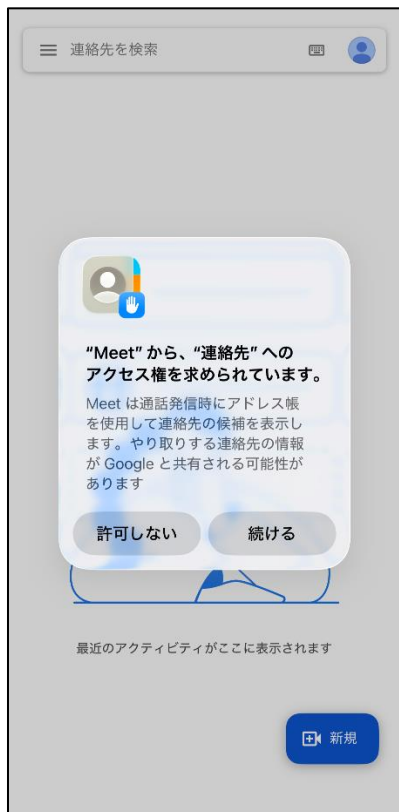 連絡先を検索
“Meet” から、“連絡先” への
アクセス権を求められています。
Meet は通話発信時にアドレス帳
を使用して連絡先の候補を表示し
ます。やり取りする連絡先の情報
が Google と共有される可能性が
あります
許可しない 続ける
最近のアクティビティがここに表示されます
新規